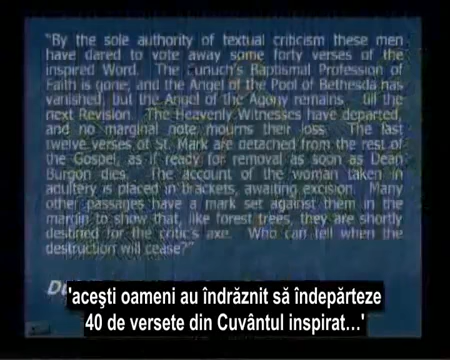 “By the sole authority of textual criticism these men
have dared to vote away some forty verses of the
inspired Word. The Eunuch's Baptismal Profession of
Faith is gone, and the Angel of the Pool of Bethesda has
vanished, but the Angel of the Agony remains till the
next Revision. The Heavenly Witnesses have departed,
and no marginal note mourns their loss. The last
twelve verses of St. Mark are detached from the rest of
the Gospel, as if ready for removal as soon as Dean
Burgon dies. The account of the woman taken in
adultery is placed in brackets, awaiting excision. Many
other passages have a mark set against them in the
margin to show that, like forest trees, they are shortly
destined for the critic's axe. Who can tell when the
destruction will cease?”
'aceşti oameni au îndrăznit să îndepărteze
40 de versete din Cuvântul inspirat...'